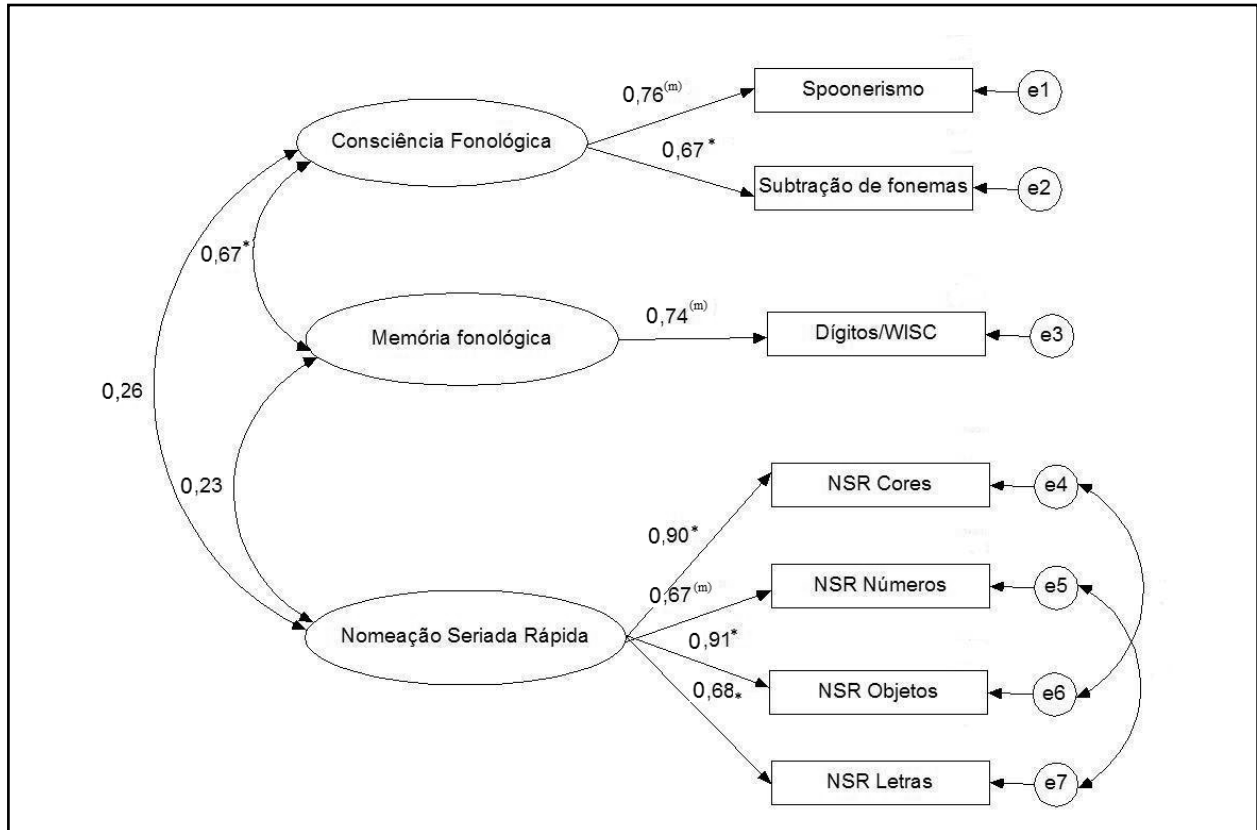 0,76(m)
Spoonerismo
e1
Consciência Fonológica
0,67*
Subtração de fonemas
e2
0,67*
0,74(m)
Memória fonológica
Dígitos/WISC
e3
0,26
0,23
NSR Cores
e4
0,90*
0,67(m)
NSR Números
e5
0,91*
Nomeação Seriada Rápida
0,68*
NSR Objetos
e6
NSR Letras
e7